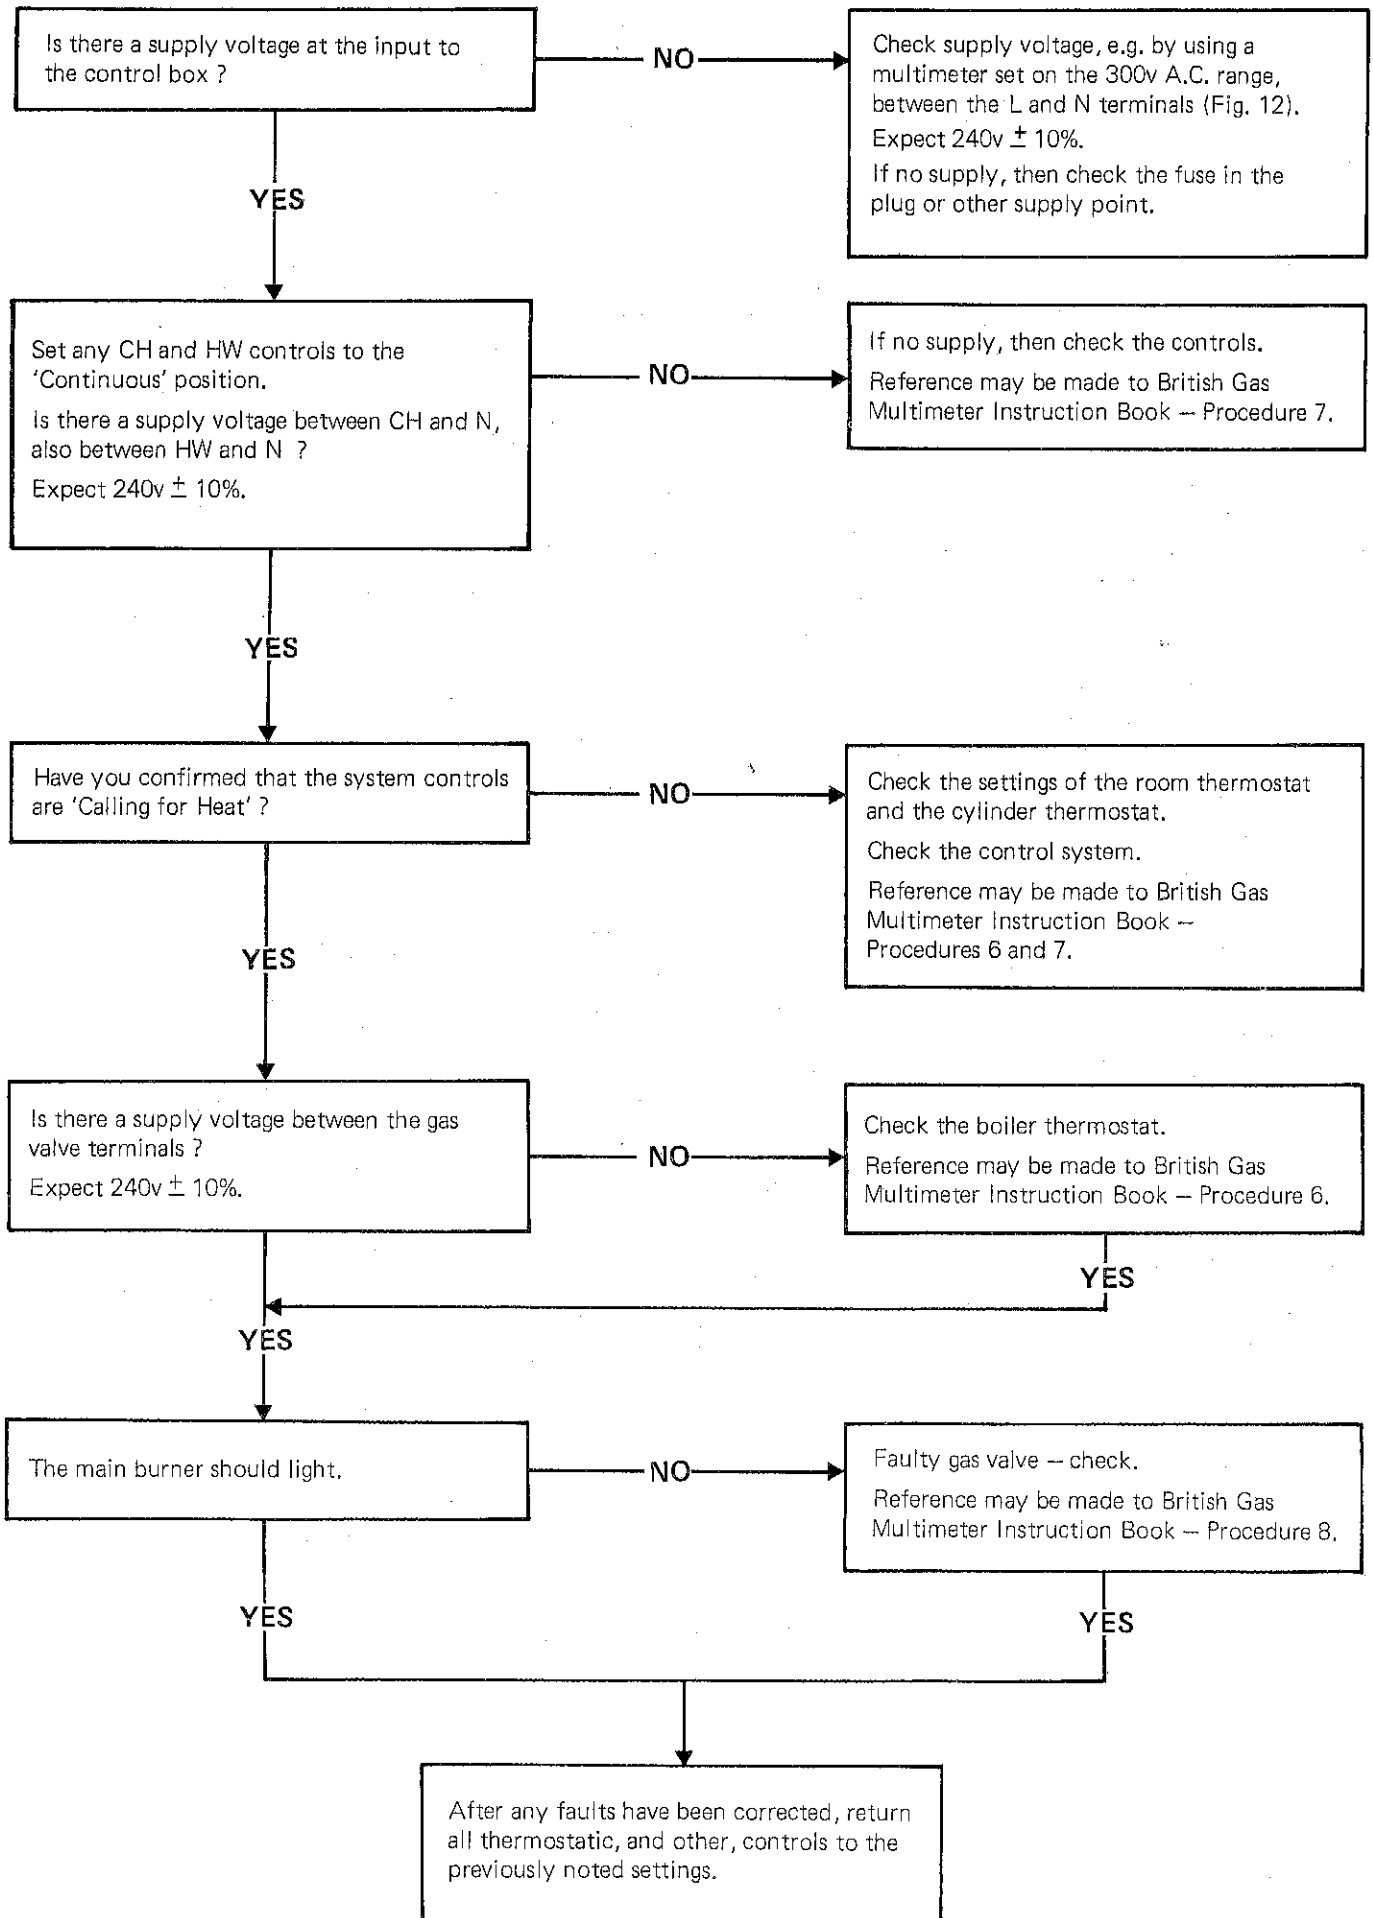 Is there a supply voltage at the input to
the control box ?
NO
Check supply voltage, e.g. by using a
multimeter set on the 300v A.C. range,
between the L and N terminals (Fig. 12).
Expect 240v ± 10%.
If no supply, then check the fuse in the
plug or other supply point.
YES
Set any CH and HW controls to the
'Continuous' position.
Is there a supply voltage between CH and N,
also between HW and N ?
Expect 240v ± 10%.
NO
If no supply, then check the controls.
Reference may be made to British Gas
Multimeter Instruction Book — Procedure 7.
YES
Have you confirmed that the system controls
are 'Calling for Heat' ?
NO
Check the settings of the room thermostat
and the cylinder thermostat.
Check the control system.
Reference may be made to British Gas
Multimeter Instruction Book —
Procedures 6 and 7.
YES
Is there a supply voltage between the gas
valve terminals ?
Expect 240v ± 10%.
NO
Check the boiler thermostat.
Reference may be made to British Gas
Multimeter Instruction Book — Procedure 6.
YES
YES
The main burner should light.
NO
Faulty gas valve — check.
Reference may be made to British Gas
Multimeter Instruction Book — Procedure 8.
YES
YES
After any faults have been corrected, return
all thermostatic, and other, controls to the
previously noted settings.